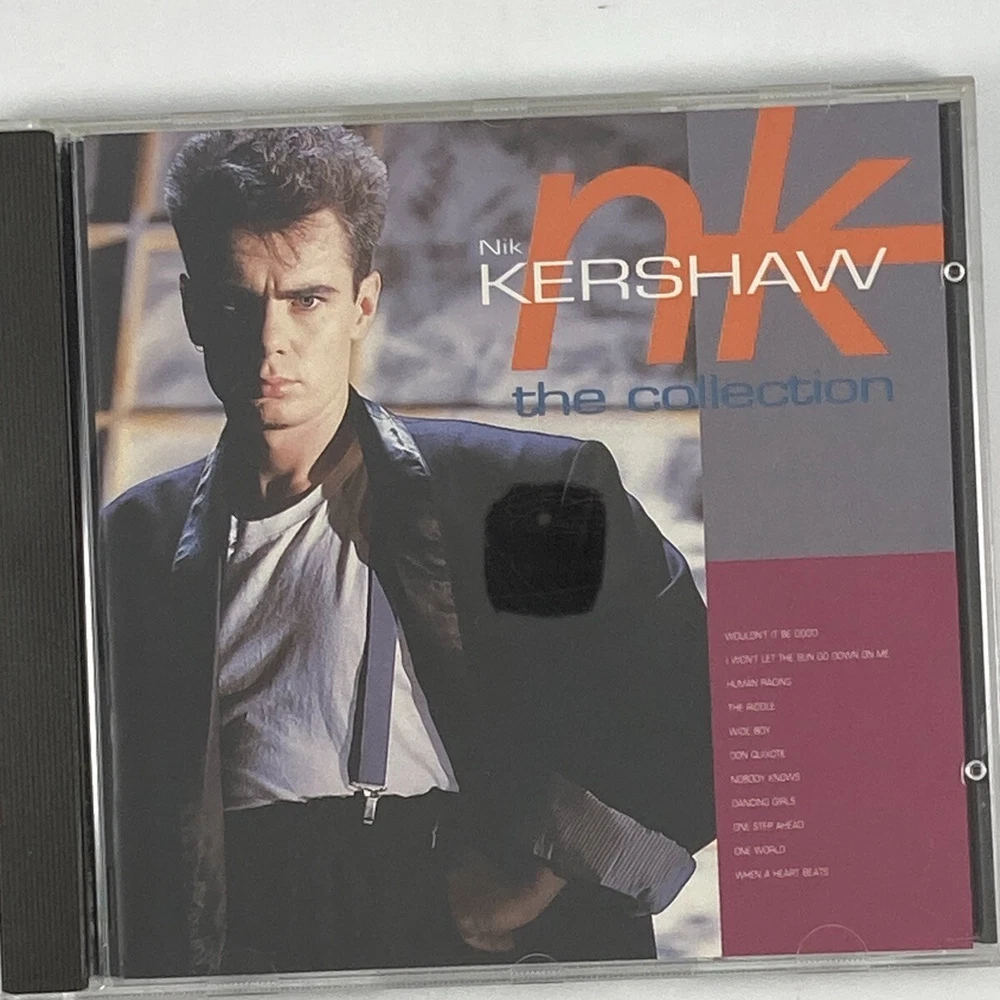 nk
Nik
KERSHAW
the collection
WOULDN'T IT BE GOOD
I WON'T LET THE SUN GO DOWN ON ME
HUMAN RACING
THE RIDDLE
WIDE BOY
DON QUIXOTE
NOBODY KNOWS
DANCING GIRLS
ONE STEP AHEAD
ONE WORLD
WHEN A HEART BEATS